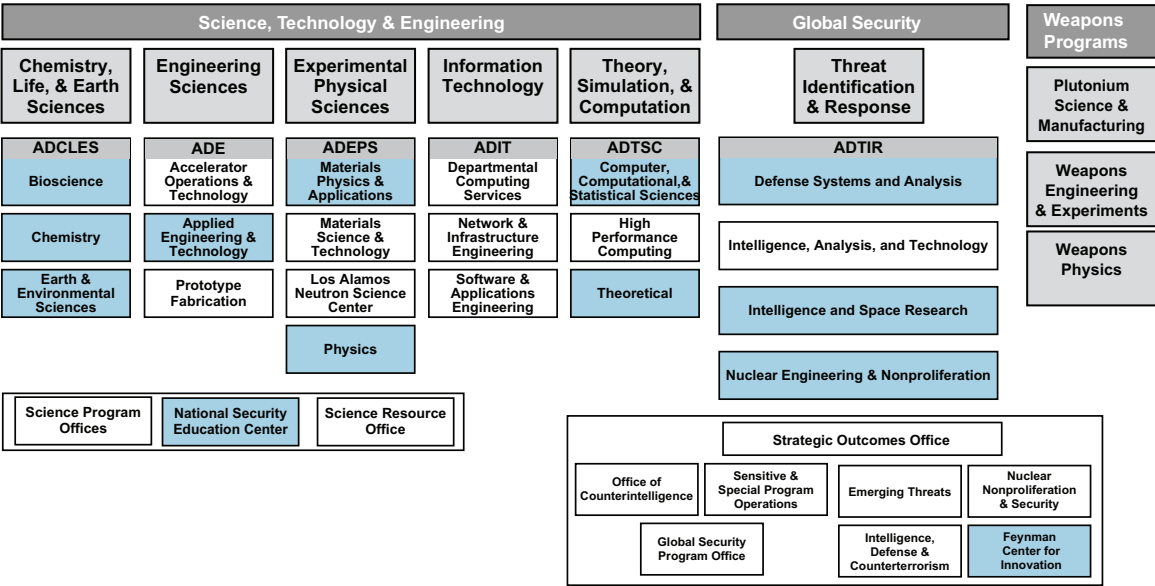 Science, Technology & Engineering
Global Security
Weapons
Programs
Chemistry,
Life, & Earth
Sciences
Engineering
Sciences
Experimental
Physical
Sciences
Information
Technology
Theory,
Simulation, &
Computation
Threat
Identification
& Response
Plutonium
Science &
Manufacturing
Weapons
Engineering
& Experiments
Weapons
Physics
ADCLES
Bioscience
Chemistry
Earth &
Environmental
Sciences
ADE
Accelerator
Operations &
Technology
Applied
Engineering &
Technology
Prototype
Fabrication
ADEPS
Materials
Physics &
Applications
Materials
Science &
Technology
Los Alamos
Neutron Science
Center
Physics
ADIT
Departmental
Computing
Services
Network &
Infrastructure
Engineering
Software &
Applications
Engineering
ADTSC
Computer,
Computational,&
Statistical Sciences
High
Performance
Computing
Theoretical
ADTIR
Defense Systems and Analysis
Intelligence, Analysis, and Technology
Intelligence and Space Research
Nuclear Engineering & Nonproliferation
Science Program
Offices
National Security
Education Center
Science Resource
Office
Strategic Outcomes Office
Office of
Counterintelligence
Sensitive &
Special Program
Operations
Emerging Threats
Nuclear
Nonproliferation
& Security
Global Security
Program Office
Intelligence,
Defense &
Counterterrorism
Feynman
Center for
Innovation